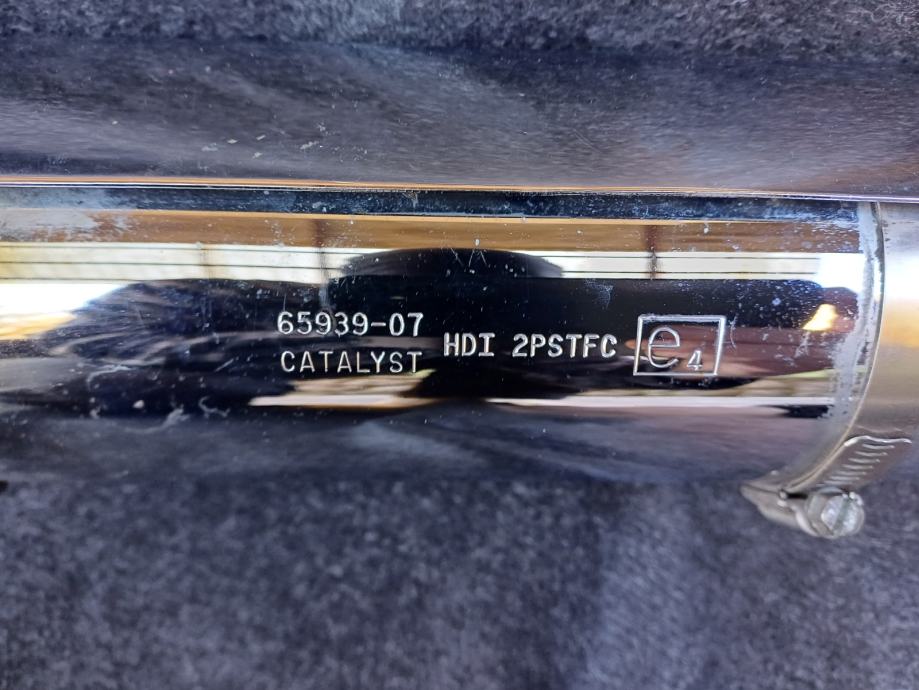 65939-07
CATALYST
HDI 2PSTFC
e4